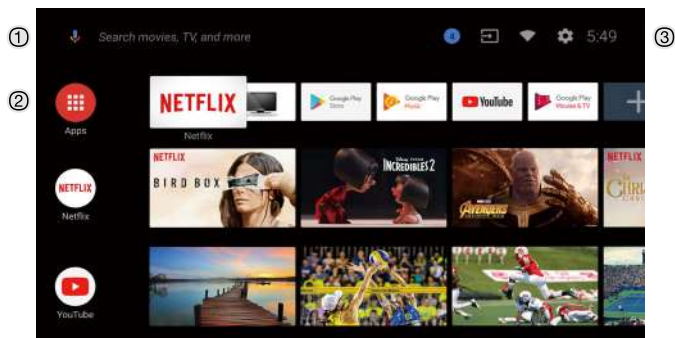 ① Search movies, TV, and more 4 5:49 ③
② NETFLIX Google Play Store Google Play Music YouTube Google Play Movies & TV +
Apps Netflix
NETFLIX BIRD BOX INCREDIBLES 2 AVENGERS NETFLIX
NETFLIX
Netflix
YouTube